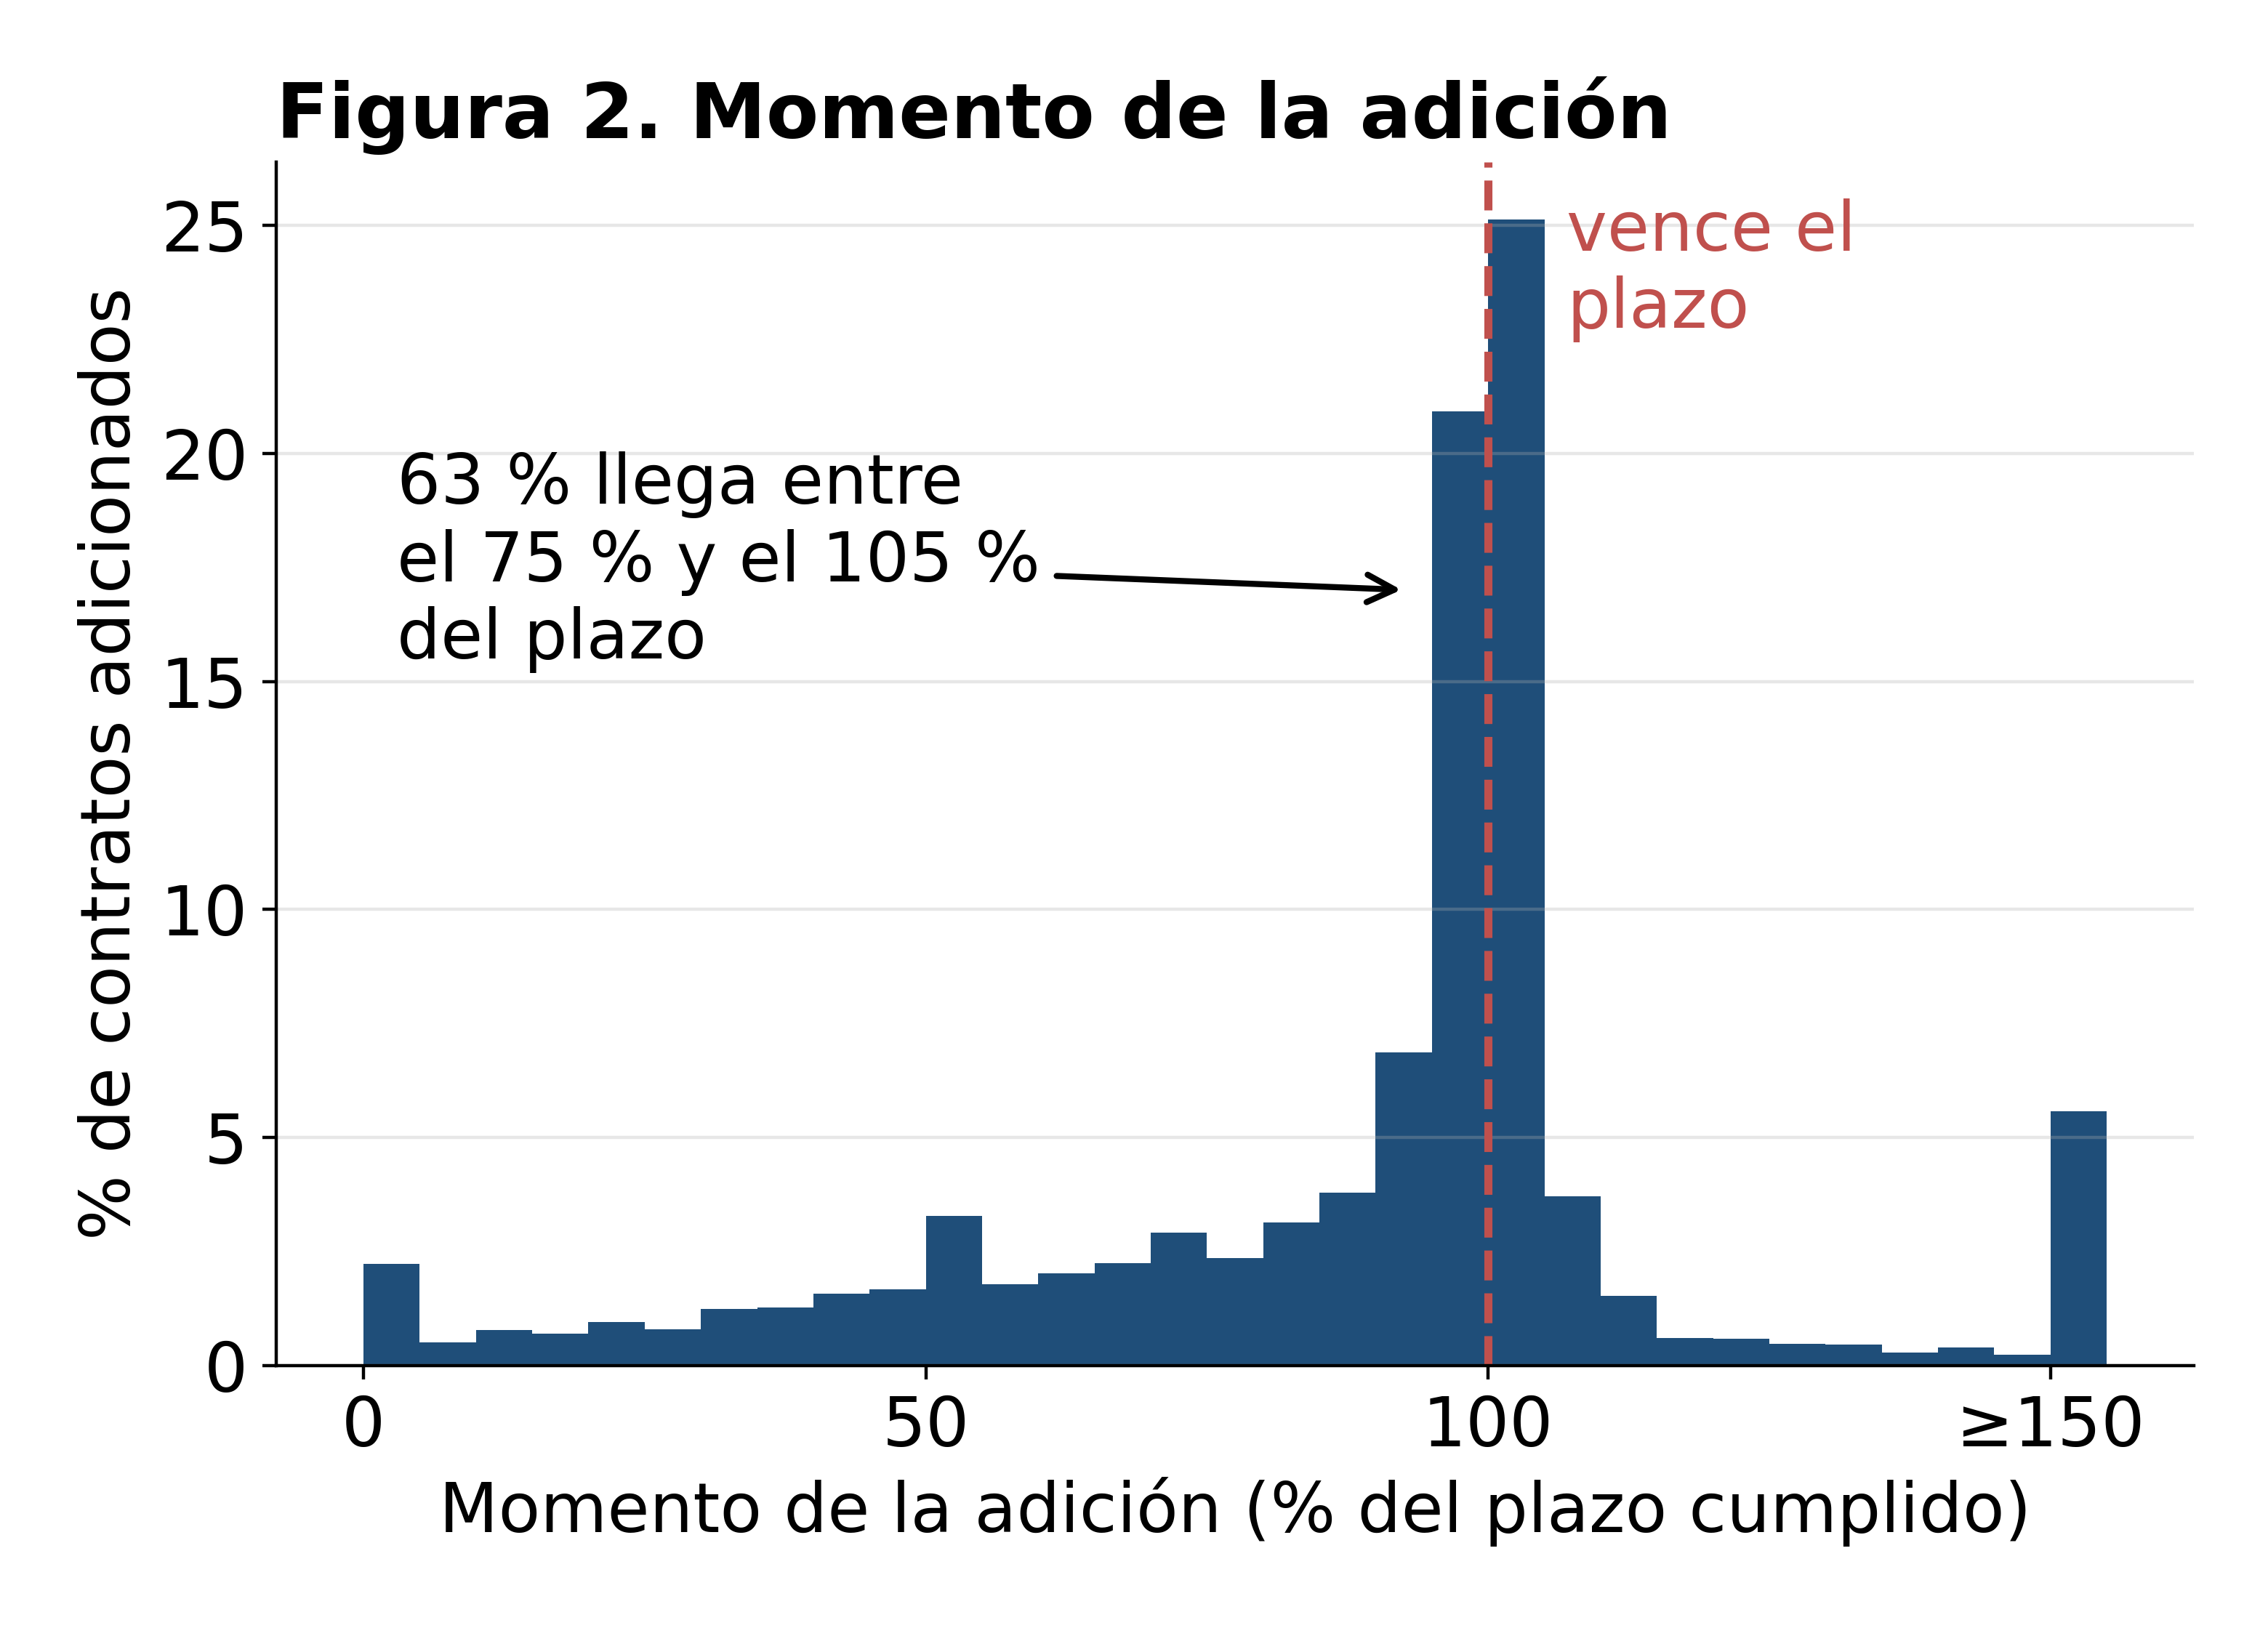 Figura 2. Momento de la adición
% de contratos adicionados
25
20
15
10
5
0
vence el
plazo
63 % llega entre
el 75 % y el 105 %
del plazo
0
50
100
≥150
Momento de la adición (% del plazo cumplido)